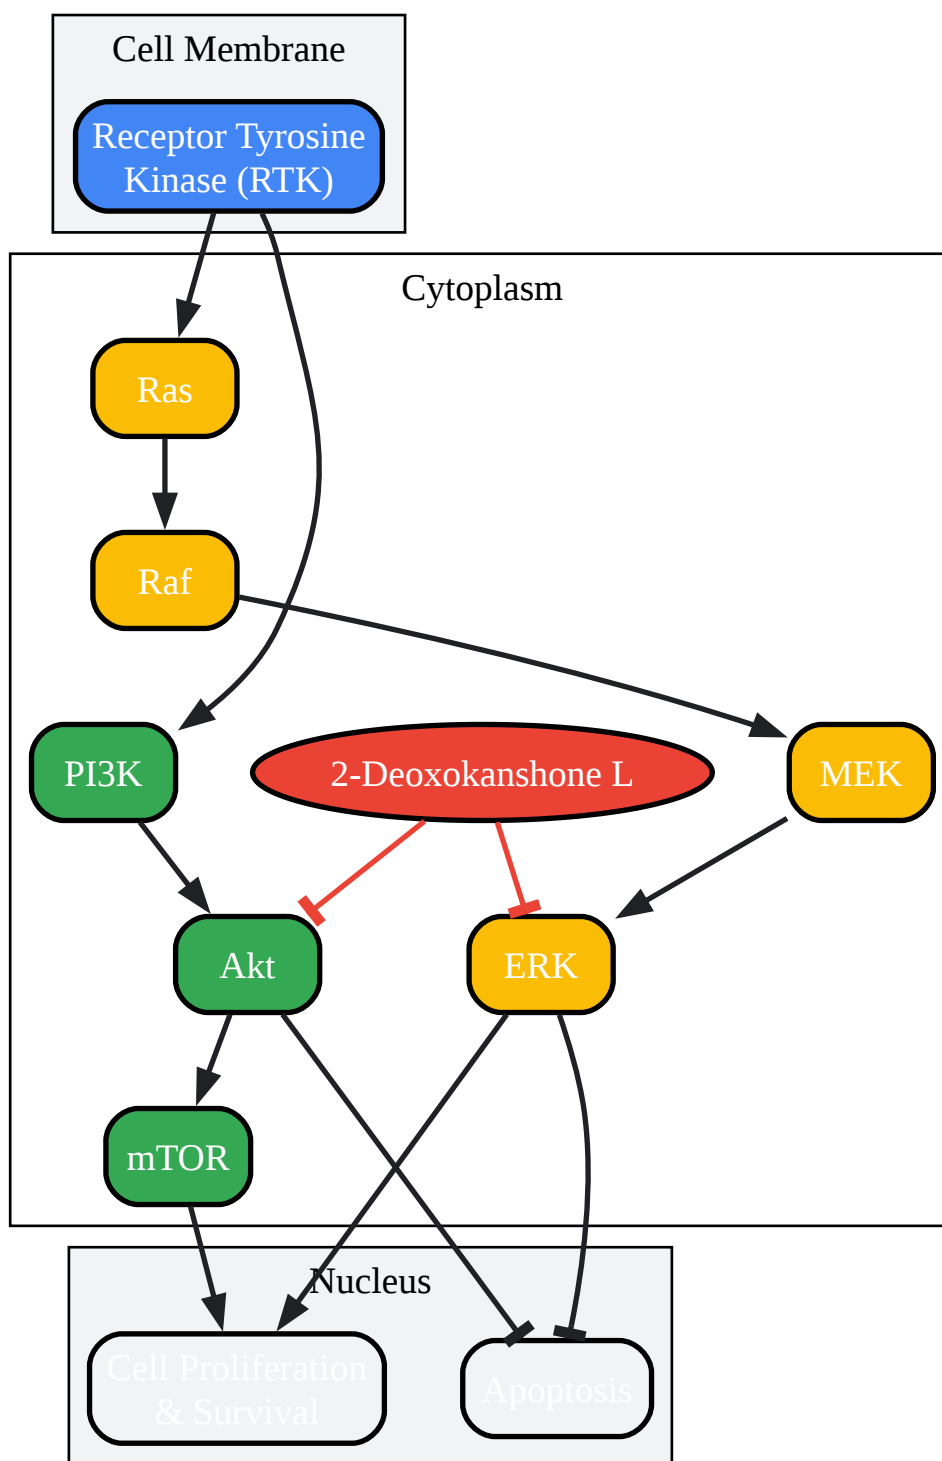 Cell Membrane
Receptor Tyrosine
Kinase (RTK)
Cytoplasm
Ras
Raf
PI3K
2-Deoxokanshone L
MEK
Akt
ERK
mTOR
Nucleus
Cell Proliferation
& Survival
Apoptosis